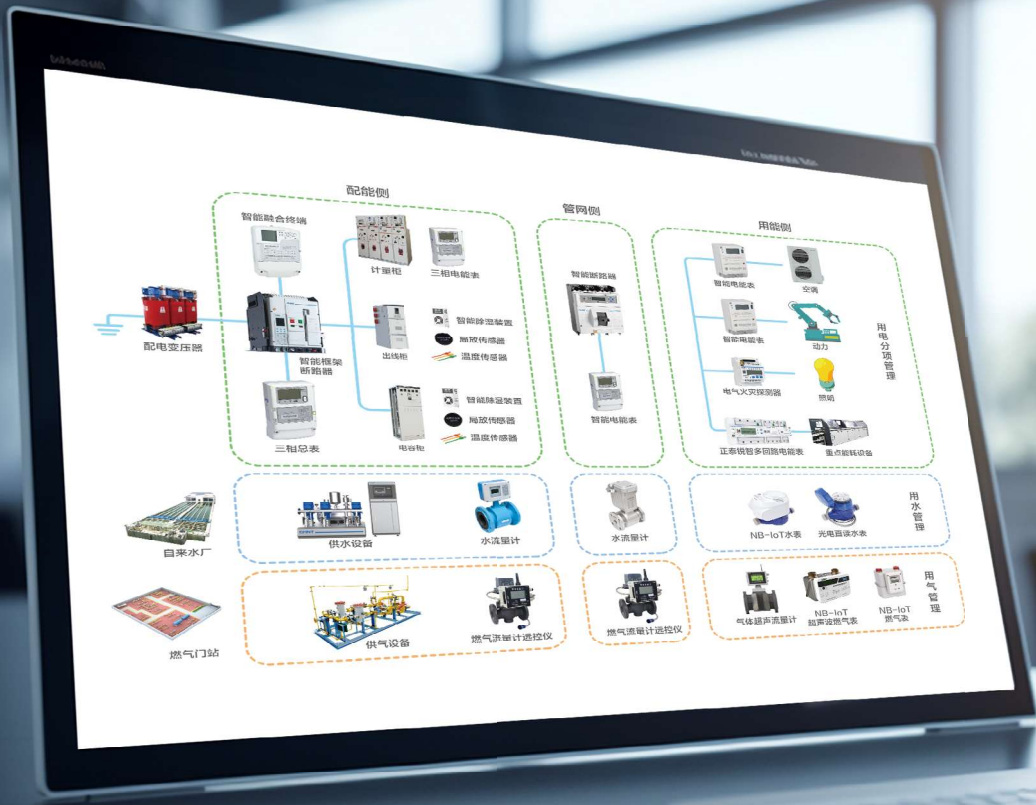 配能侧
管网侧
用能侧
智能融合终端
计量柜
三相电能表
配电变压器
智能框架
断路器
出线柜
智能除湿装置
局放传感器
温度传感器
三相总表
电容柜
智能除湿装置
局放传感器
温度传感器
智能断路器
智能电能表
智能电能表
空调
智能电能表
动力
电气火灾探测器
照明
正泰锐智多回路电能表
重点能耗设备
用电分项管理
自来水厂
供水设备
水流量计
水流量计
NB-IoT水表
光电直读水表
用水管理
燃气门站
供气设备
燃气流量计远控仪
燃气流量计远控仪
气体超声流量计
NB-IoT
超声波燃气表
NB-IoT
燃气表
用气管理